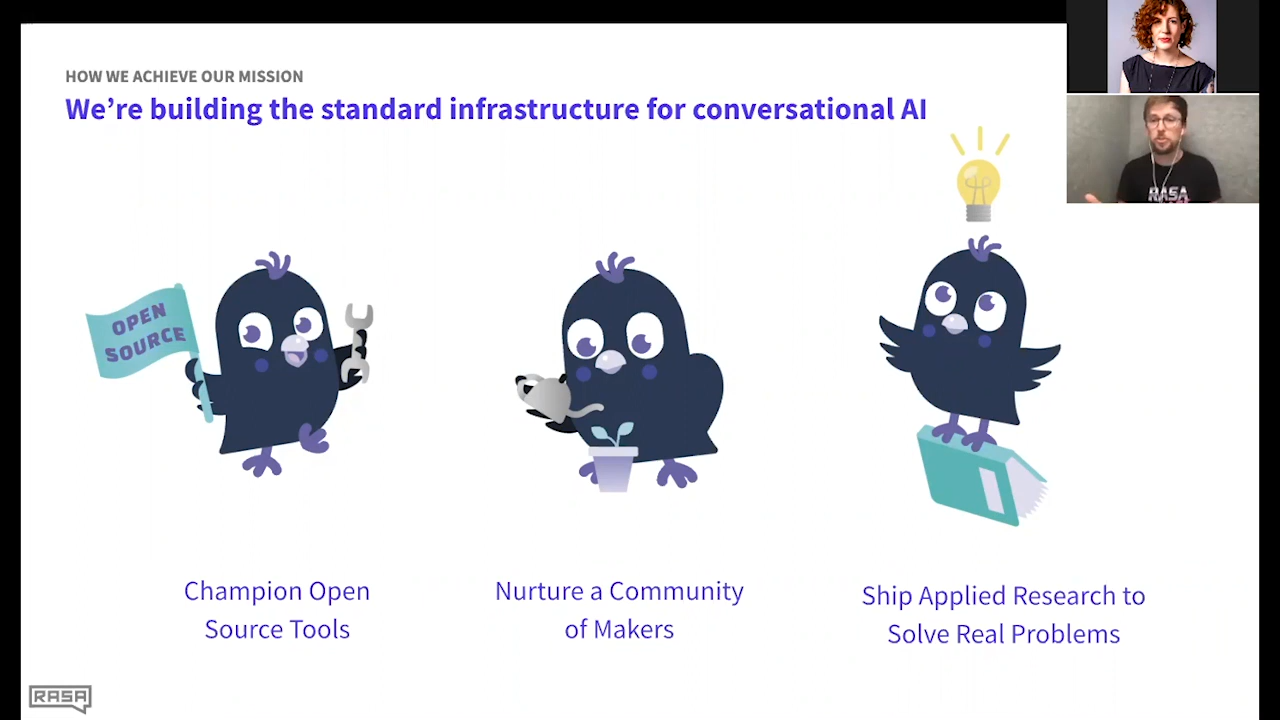 HOW WE ACHIEVE OUR MISSION
We're building the standard infrastructure for conversational AI
RASA
OPEN
SOURCE
Champion Open
Source Tools
Nurture a Community
of Makers
Ship Applied Research to
Solve Real Problems
RASA